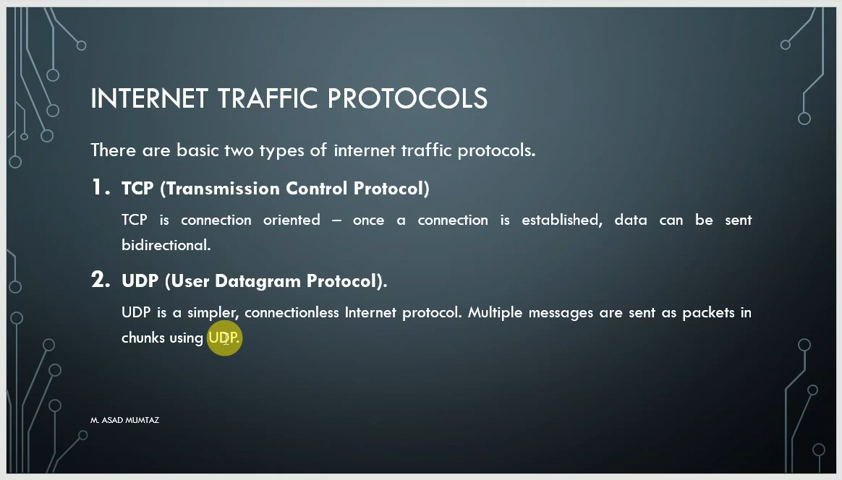 INTERNET TRAFFIC PROTOCOLS
There are basic two types of internet traffic protocols.
1. TCP (Transmission Control Protocol)
TCP is connection oriented – once a connection is established, data can be sent
bidirectional.
2. UDP (User Datagram Protocol).
UDP is a simpler, connectionless Internet protocol. Multiple messages are sent as packets in
chunks using UDP.
M. ASAD MUMTAZ